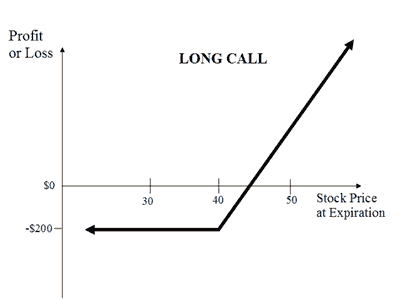 Profit
or Loss
LONG CALL
$0
30
40
50
Stock Price
at Expiration
-$200